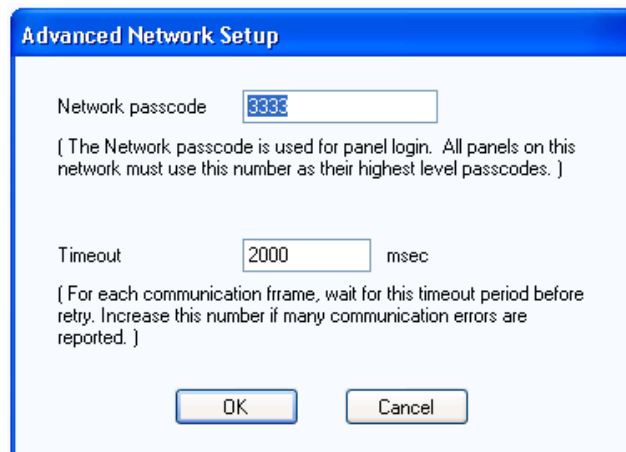 Advanced Network Setup
Network passcode 3333
( The Network passcode is used for panel login. All panels on this
network must use this number as their highest level passcodes. )
Timeout 2000 msec
( For each communication frrame, wait for this timeout period before
retry. Increase this number if many communication errors are
reported. )
OK Cancel